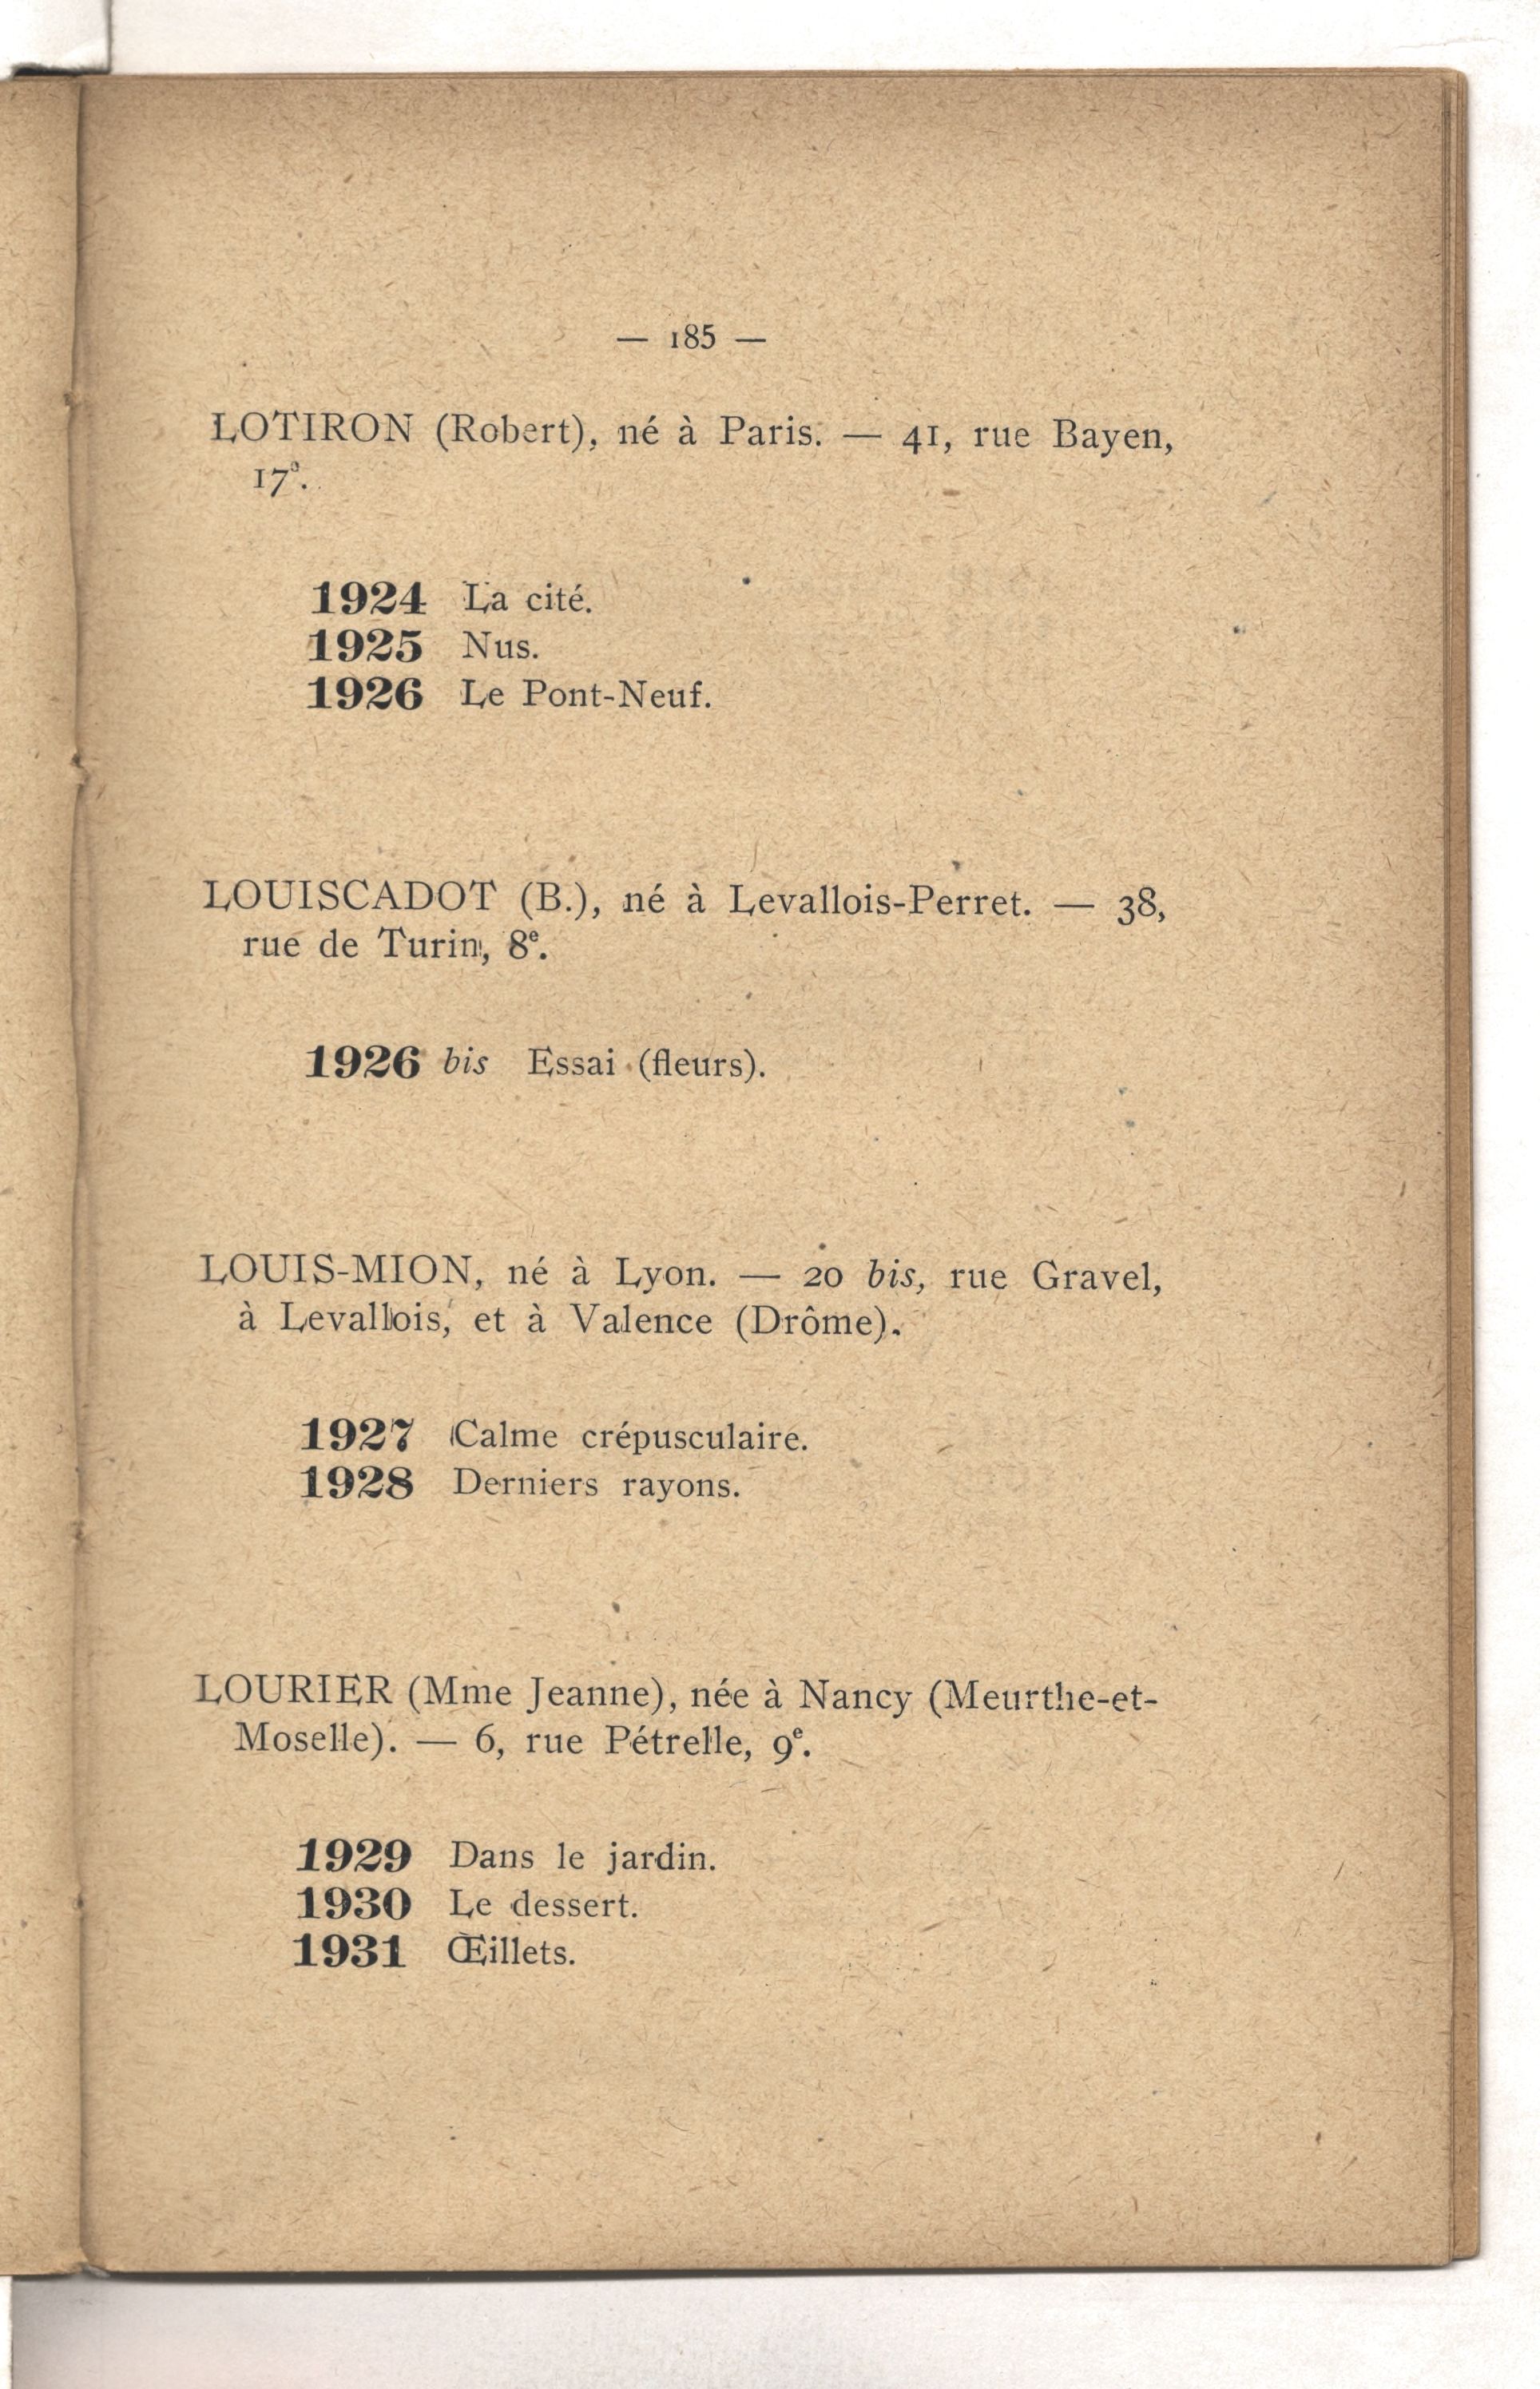 — 185 —
LOTIRON (Robert), né à Paris. — 41, rue Bayen,
17e.
1924 La cité.
1925 Nus.
1926 Le Pont-Neuf.
LOUISCADOT (B.), né à Levallois-Perret. — 38,
rue de Turin, 8e.
1926 bis Essai (fleurs).
LOUIS-MION, né à Lyon. — 20 bis, rue Gravel,
à Levallois, et à Valence (Drôme).
1927 Calme crépusculaire.
1928 Derniers rayons.
LOURIER (Mme Jeanne), née à Nancy (Meurthe-et-
Moselle). — 6, rue Pétrelle, 9e.
1929 Dans le jardin.
1930 Le dessert.
1931 Œillets.